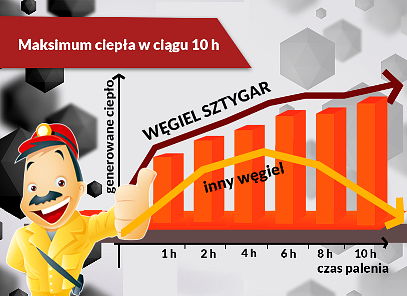 Maksimum ciepła w ciągu 10 h
generowane ciepło
WĘGIEL SZTYGAR
inny węgiel
1 h 2 h 4 h 6 h 8 h 10 h
czas palenia